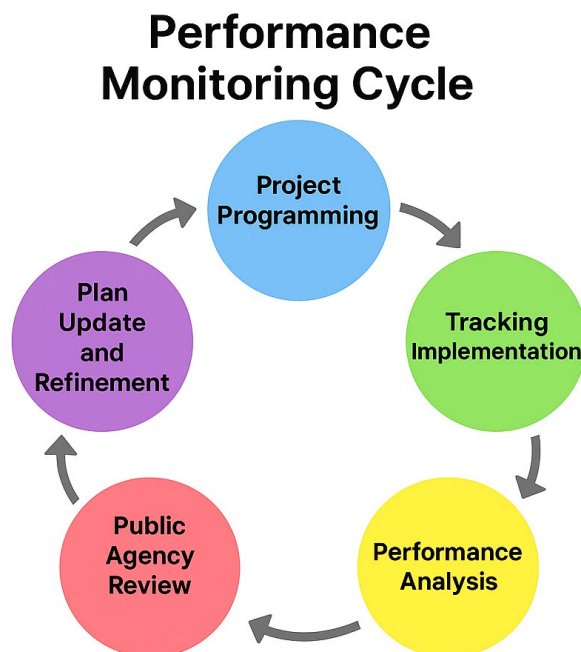 Performance
Monitoring Cycle
Project
Programming
Tracking
Implementation
Performance
Analysis
Public
Agency
Review
Plan
Update
and
Refinement